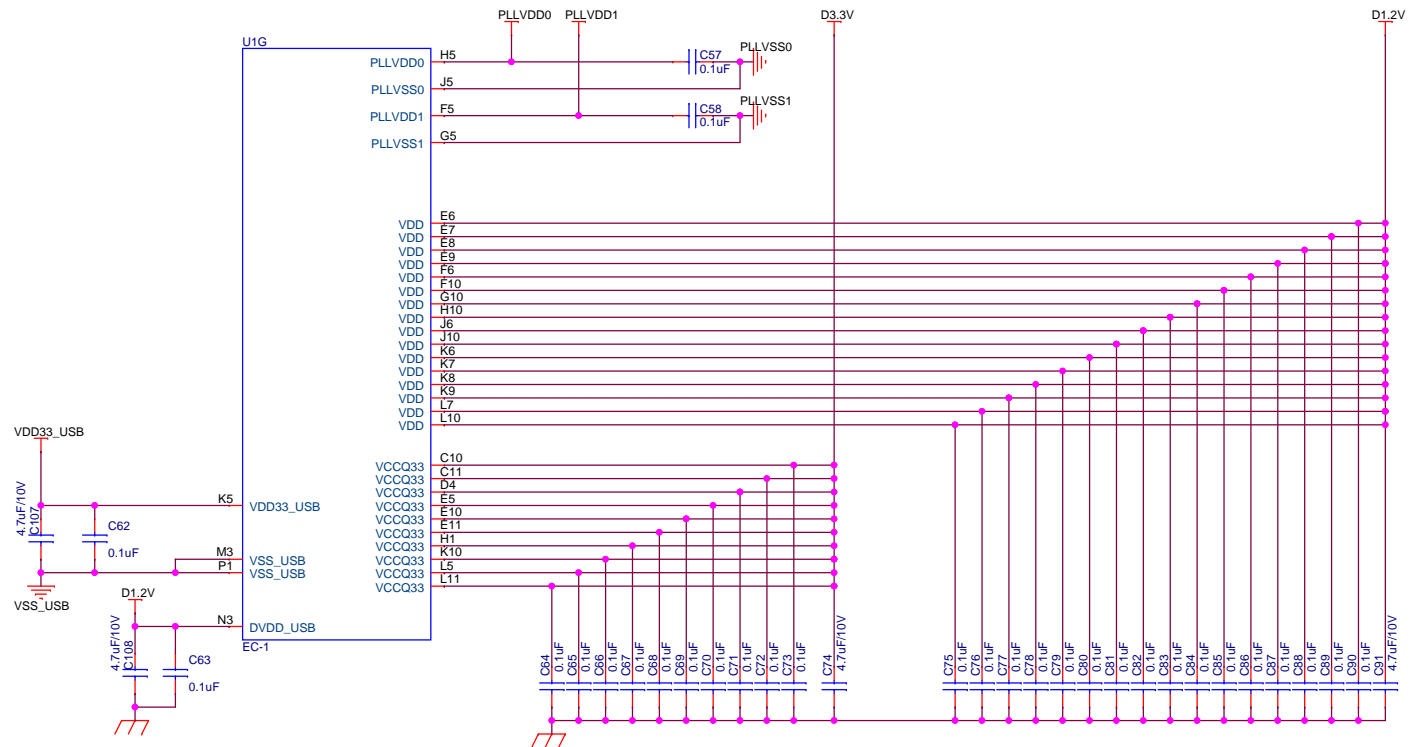 PLLVDD0
PLLVDD1
D3.3V
D1.2V
U1G
PLLVDD0
H5
C57
0.1uF
PLLVSS0
PLLVSS0
J5
PLLVDD1
F5
C58
0.1uF
PLLVSS1
PLLVSS1
G5
VDD
E6
VDD
E7
VDD
E8
VDD
E9
VDD
F6
VDD
F10
VDD
G10
VDD
H10
VDD
J6
VDD
J10
VDD
K6
VDD
K7
VDD
K8
VDD
K9
VDD
L7
VDD
L10
VCCQ33
C10
VCCQ33
C11
VCCQ33
D4
VCCQ33
E5
VCCQ33
E10
VCCQ33
E11
VCCQ33
H1
VCCQ33
K10
VCCQ33
L5
VCCQ33
L11
VDD33_USB
4.7uF/10V
C107
C62
0.1uF
K5
VDD33_USB
M3
VSS_USB
P1
VSS_USB
VSS_USB
D1.2V
4.7uF/10V
C108
C63
0.1uF
N3
DVDD_USB
EC-1
C64
0.1uF
C65
0.1uF
C66
0.1uF
C67
0.1uF
C68
0.1uF
C69
0.1uF
C70
0.1uF
C71
0.1uF
C72
0.1uF
C73
0.1uF
C74
4.7uF/10V
C75
0.1uF
C76
0.1uF
C77
0.1uF
C78
0.1uF
C79
0.1uF
C80
0.1uF
C81
0.1uF
C82
0.1uF
C83
0.1uF
C84
0.1uF
C85
0.1uF
C86
0.1uF
C87
0.1uF
C88
0.1uF
C89
0.1uF
C90
0.1uF
C91
4.7uF/10V